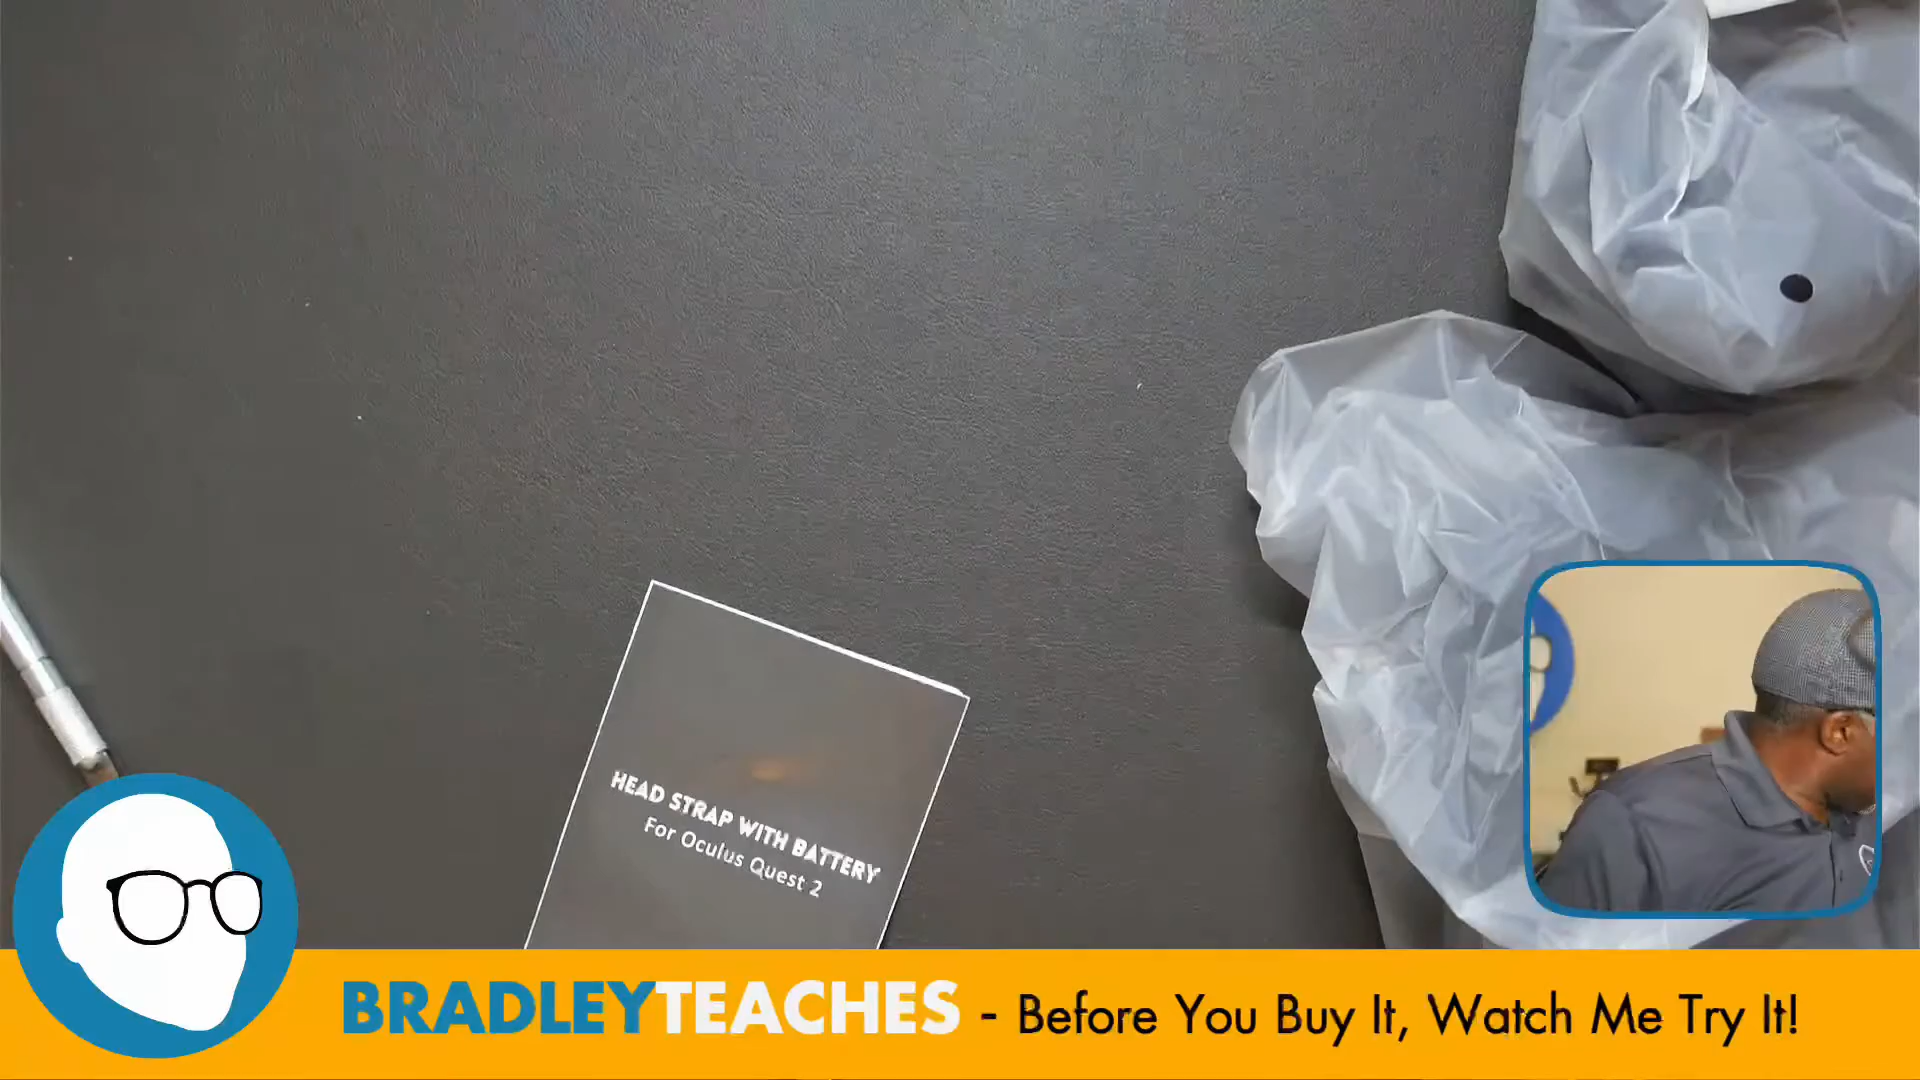 HEAD STRAP WITH BATTERY
For Oculus Quest 2
BRADLEYTEACHES - Before You Buy It, Watch Me Try It!